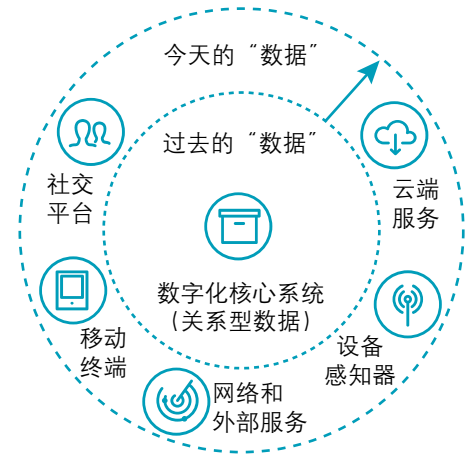 今天的“数据”
过去的“数据”
社交
平台
云端
服务
数字化核心系统
（关系型数据）
移动
终端
设备
感知器
网络和
外部服务